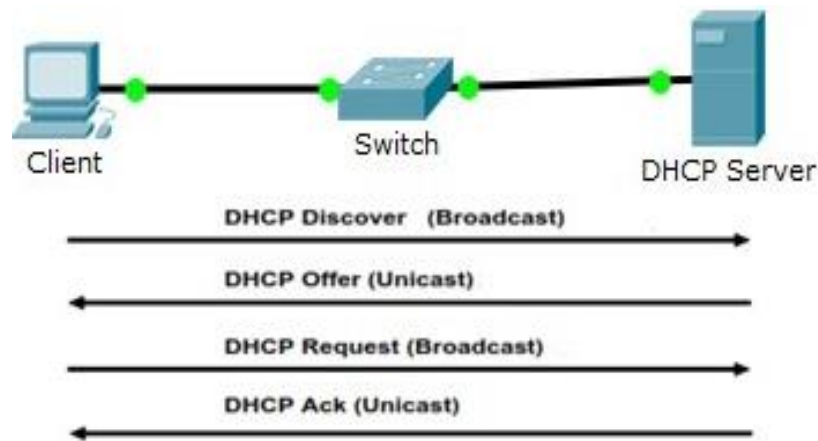 Client
Switch
DHCP Server
DHCP Discover (Broadcast)
DHCP Offer (Unicast)
DHCP Request (Broadcast)
DHCP Ack (Unicast)